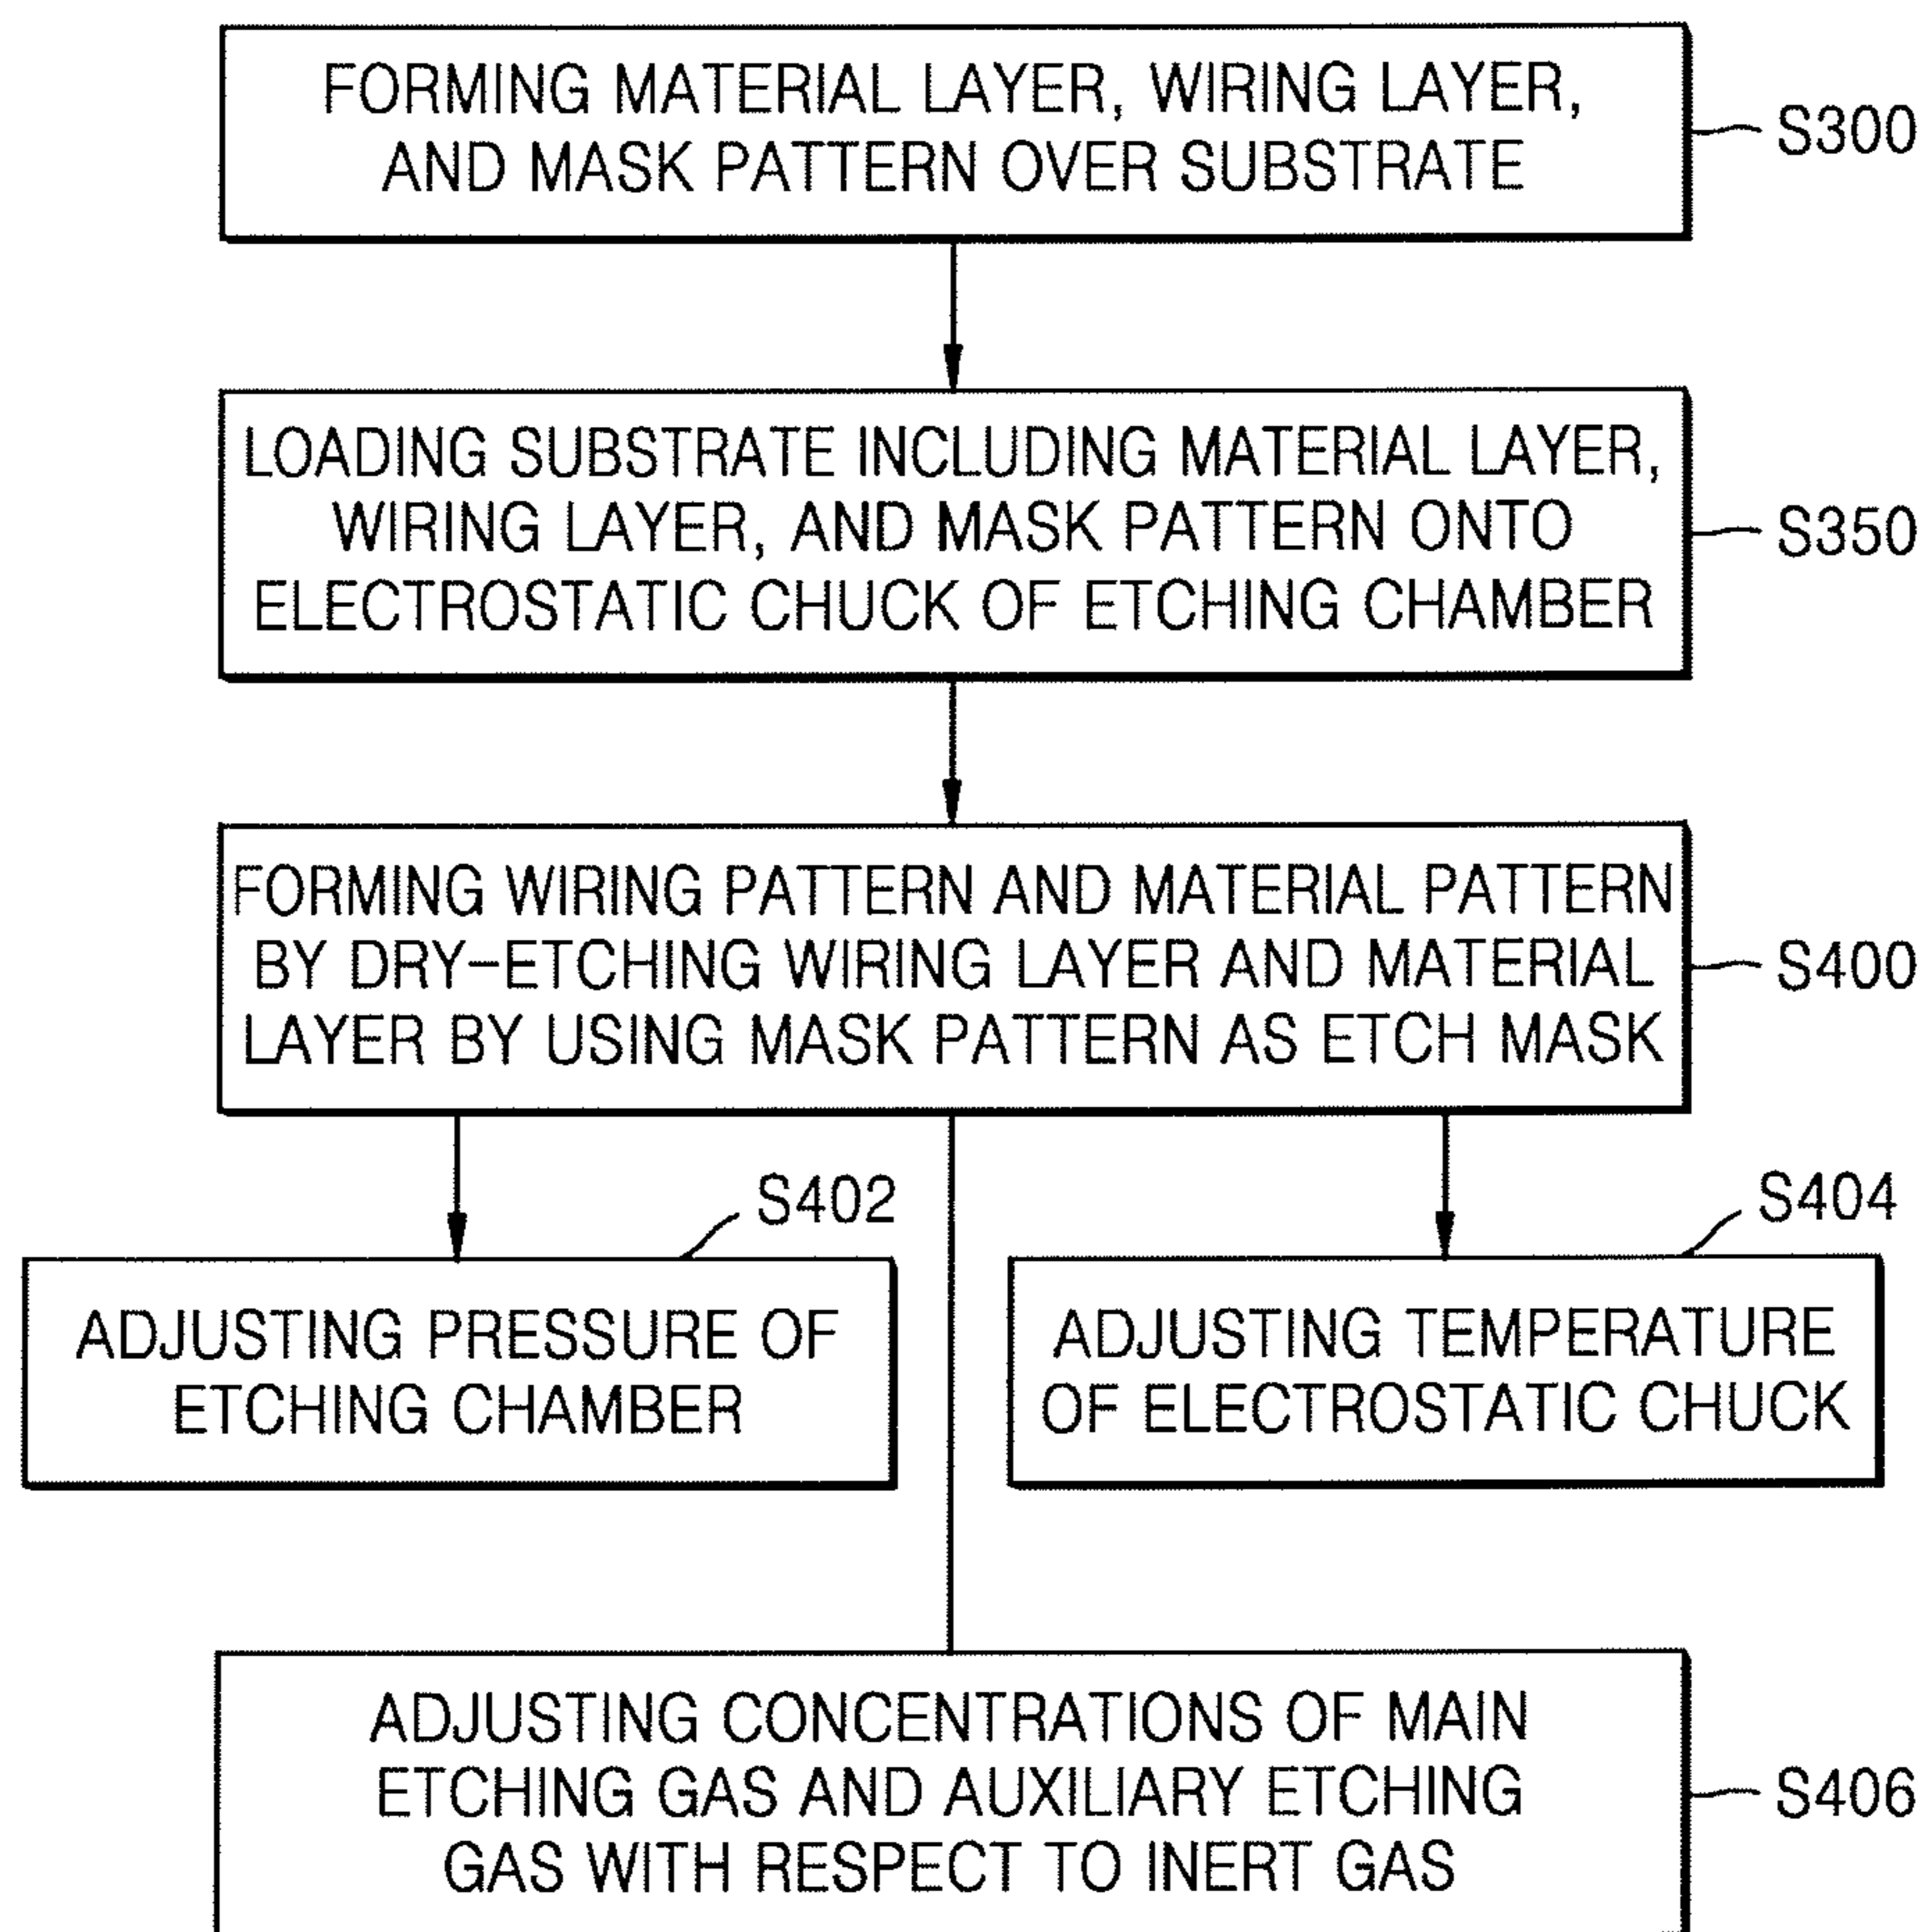 FORMING MATERIAL LAYER, WIRING LAYER,
AND MASK PATTERN OVER SUBSTRATE
S300
LOADING SUBSTRATE INCLUDING MATERIAL LAYER,
WIRING LAYER, AND MASK PATTERN ONTO
ELECTROSTATIC CHUCK OF ETCHING CHAMBER
S350
FORMING WIRING PATTERN AND MATERIAL PATTERN
BY DRY-ETCHING WIRING LAYER AND MATERIAL
LAYER BY USING MASK PATTERN AS ETCH MASK
S400
S402
ADJUSTING PRESSURE OF
ETCHING CHAMBER
S404
ADJUSTING TEMPERATURE
OF ELECTROSTATIC CHUCK
ADJUSTING CONCENTRATIONS OF MAIN
ETCHING GAS AND AUXILIARY ETCHING
GAS WITH RESPECT TO INERT GAS
S406